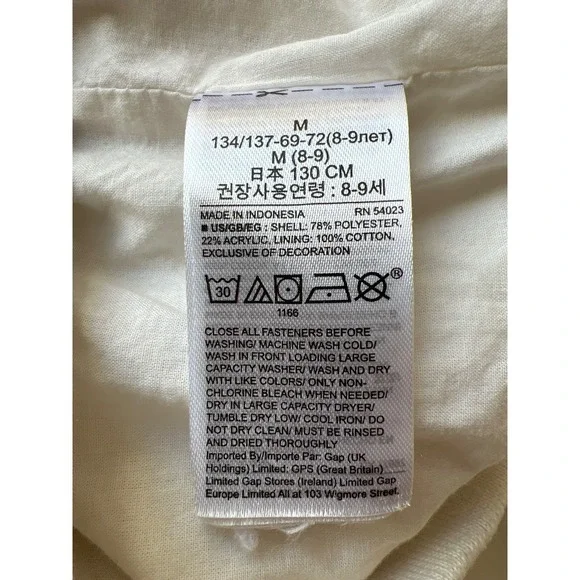 M
134/137-69-72(8-9лет)
M (8-9)
日本 130 CM
권장사용연령 : 8-9세
MADE IN INDONESIA RN 54023
■ US/GB/EG : SHELL: 78% POLYESTER,
22% ACRYLIC, LINING: 100% COTTON,
EXCLUSIVE OF DECORATION
30 ®
1166
CLOSE ALL FASTENERS BEFORE
WASHING/ MACHINE WASH COLD/
WASH IN FRONT LOADING LARGE
CAPACITY WASHER/ WASH AND DRY
WITH LIKE COLORS/ ONLY NON-
CHLORINE BLEACH WHEN NEEDED/
DRY IN LARGE CAPACITY DRYER/
TUMBLE DRY LOW/ COOL IRON/ DO
NOT DRY CLEAN/ MUST BE RINSED
AND DRIED THOROUGHLY
Imported By/Importe Par: Gap (UK
Holdings) Limited: GPS (Great Britain)
Limited Gap Stores (Ireland) Limited Gap
Europe Limited All at 103 Wigmore Street.